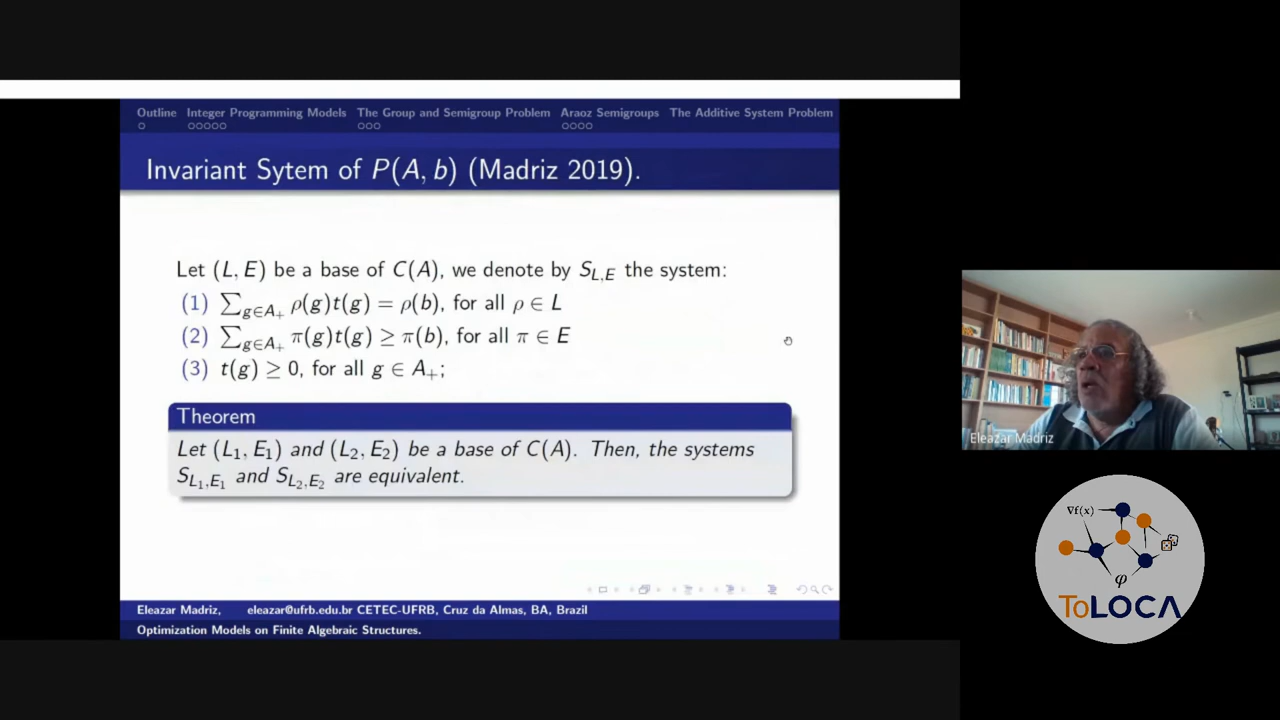 Outline Integer Programming Models The Group and Semigroup Problem Araoz Semigroups The Additive System Problem
Invariant Sytem of P(A, b) (Madriz 2019).
Let (L, E) be a base of C(A), we denote by S_{L,E} the system:
(1) ∑_{g∈A₊} ρ(g)t(g) = ρ(b), for all ρ ∈ L
(2) ∑_{g∈A₊} π(g)t(g) ≥ π(b), for all π ∈ E
(3) t(g) ≥ 0, for all g ∈ A₊;
Theorem
Let (L₁, E₁) and (L₂, E₂) be a base of C(A). Then, the systems
S_{L₁,E₁} and S_{L₂,E₂} are equivalent.
Eleazar Madriz, eleazar@ufrb.edu.br CETEC-UFRB, Cruz da Almas, BA, Brazil
Optimization Models on Finite Algebraic Structures.
Eleazar Madriz
∇f(x)
φ
ToLOCA